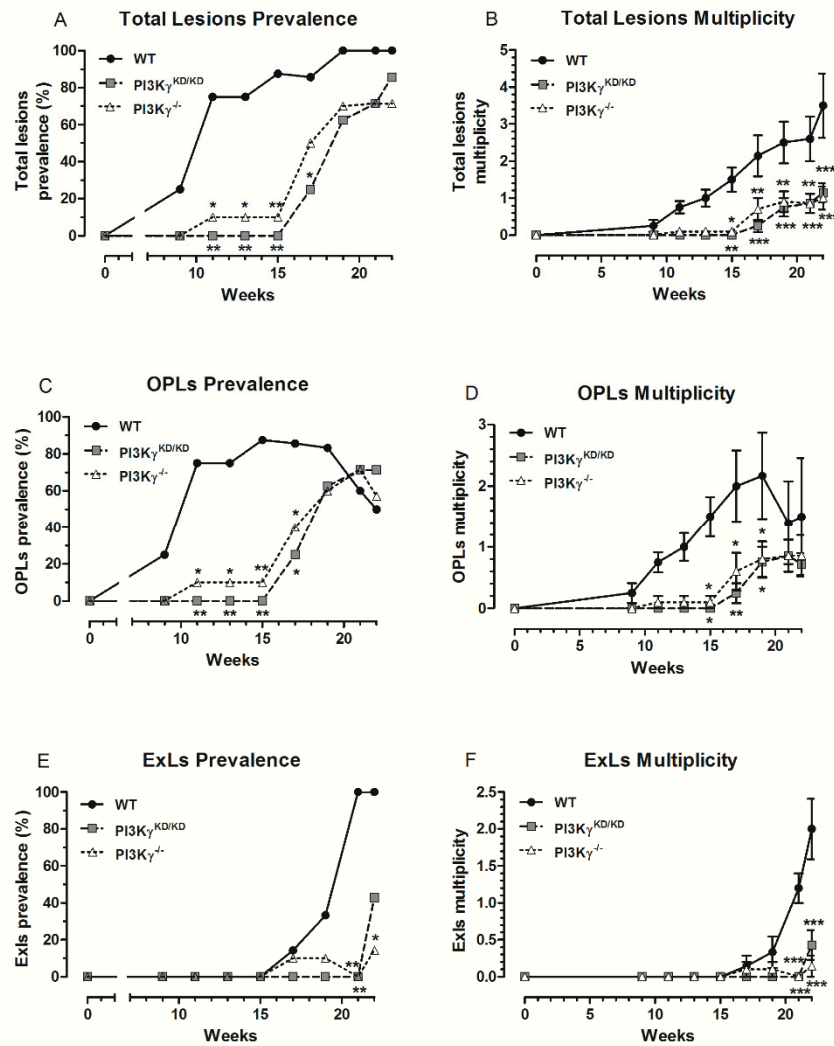 A Total Lesions Prevalence
WT
PI3Kγ^KD/KD
PI3Kγ^-/-
Total lesions
prevalence (%)
100
80
60
40
20
0
* * **
*
** ** **
0 10 15 20
Weeks
B Total Lesions Multiplicity
WT
PI3Kγ^KD/KD
PI3Kγ^-/-
Total lesions
multiplicity
5
4
3
2
1
0
* ** ** ** ***
** *** *** *** ***
0 5 10 15 20
Weeks
C OPLs Prevalence
WT
PI3Kγ^KD/KD
PI3Kγ^-/-
OPLs prevalence (%)
100
80
60
40
20
0
* * ** *
** ** ** *
0 10 15 20
Weeks
D OPLs Multiplicity
WT
PI3Kγ^KD/KD
PI3Kγ^-/-
OPLs multiplicity
3
2
1
0
* * *
* ** *
0 5 10 15 20
Weeks
E ExLs Prevalence
WT
PI3Kγ^KD/KD
PI3Kγ^-/-
Exls prevalence (%)
100
80
60
40
20
0
** *
**
0 10 15 20
Weeks
F ExLs Multiplicity
WT
PI3Kγ^KD/KD
PI3Kγ^-/-
Exls multiplicity
2.5
2.0
1.5
1.0
0.5
0.0
*** ***
*** ***
0 5 10 15 20
Weeks